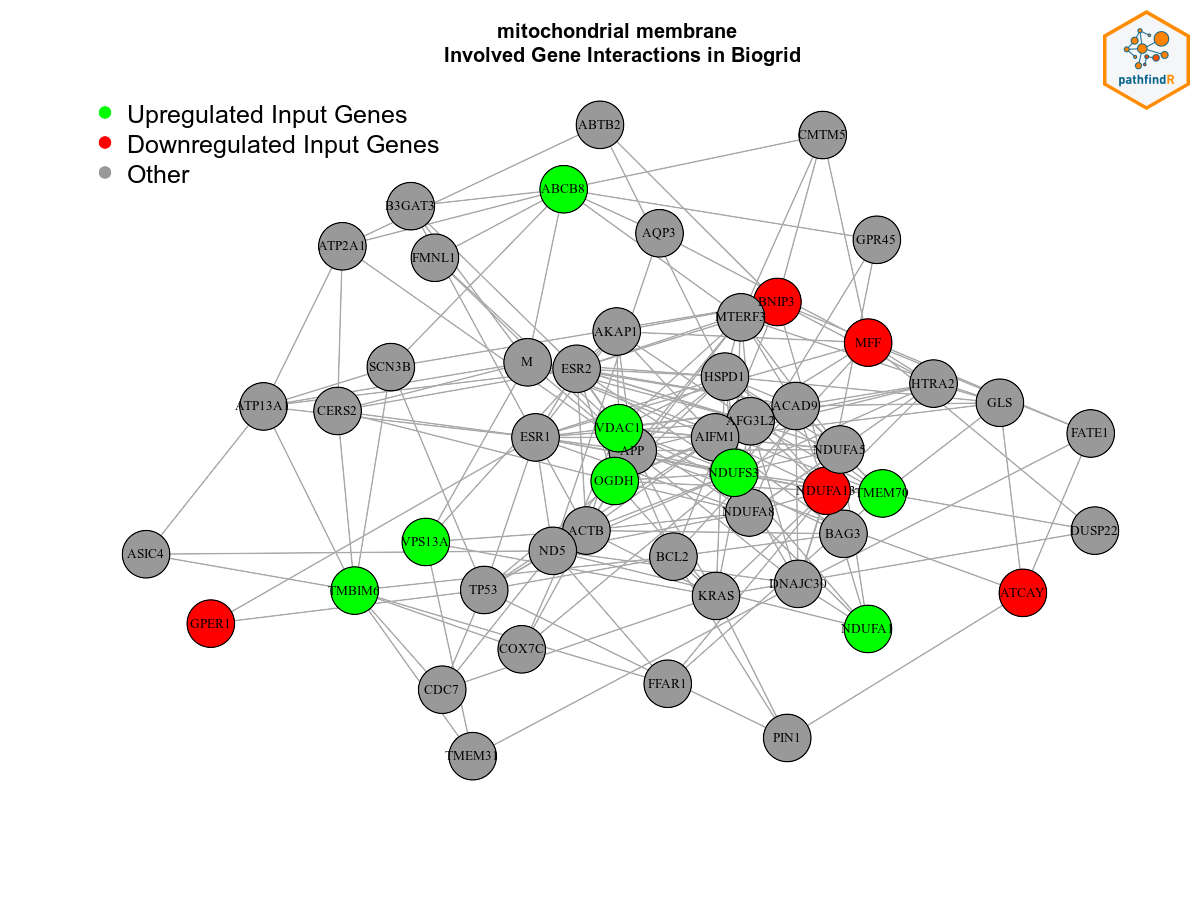 mitochondrial membrane
Involved Gene Interactions in Biogrid
pathfindR
Upregulated Input Genes
Downregulated Input Genes
Other
ABTB2
CMTM5
ABCB8
B3GAT3
AQP3
GPR45
ATP2A1
FMNL1
BNIP3
MTERF3
AKAP1
MFF
M
ESR2
SCN3B
HSPD1
HTRA2
GLS
ATP13A1
CERS2
ACAD9
AFG3L2
VDAC1
FATE1
ESR1
AIFM1
APP
NDUFA5
NDUFS3
OGDH
NDUFA13
TMEM70
NDUFA8
ACTB
DUSP22
BAG3
VPS13A
ND5
ASIC4
BCL2
DNAJC30
TMBIM6
TP53
KRAS
ATCAY
GPER1
NDUFA1
COX7C
CDC7
FFAR1
PIN1
TMEM31